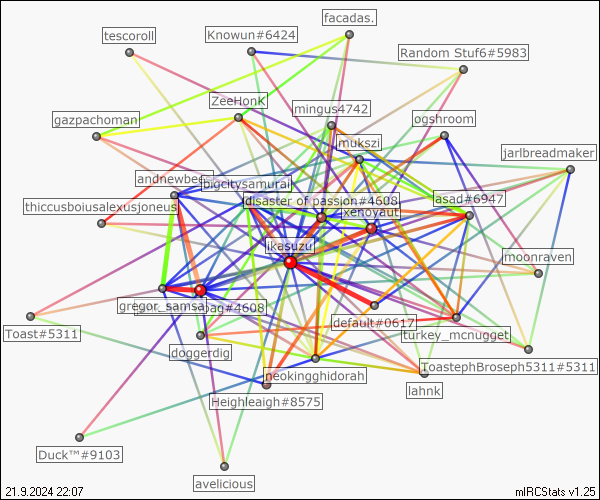 facadas.
tescoroll
Knowun#6424
Random Stuf6#5983
ZeeHonK
mingus4742
gazpachoman
ogshroom
mukszi
jarlbreadmaker
andnewbee
bigcitysamurai
disaster of passion#4608
asad#6947
thiccusboiusalexusjoneus
xenoyaut
ikasuzu
moonraven
gregor_samsa
bag#4608
default#0617
Toast#5311
turkey_mcnugget
doggerdig
ToastephBroseph5311#5311
neokingghidorah
lahnk
Heighleaigh#8575
Duck™#9103
avelicious
21.9.2024 22:07
mIRCStats v1.25